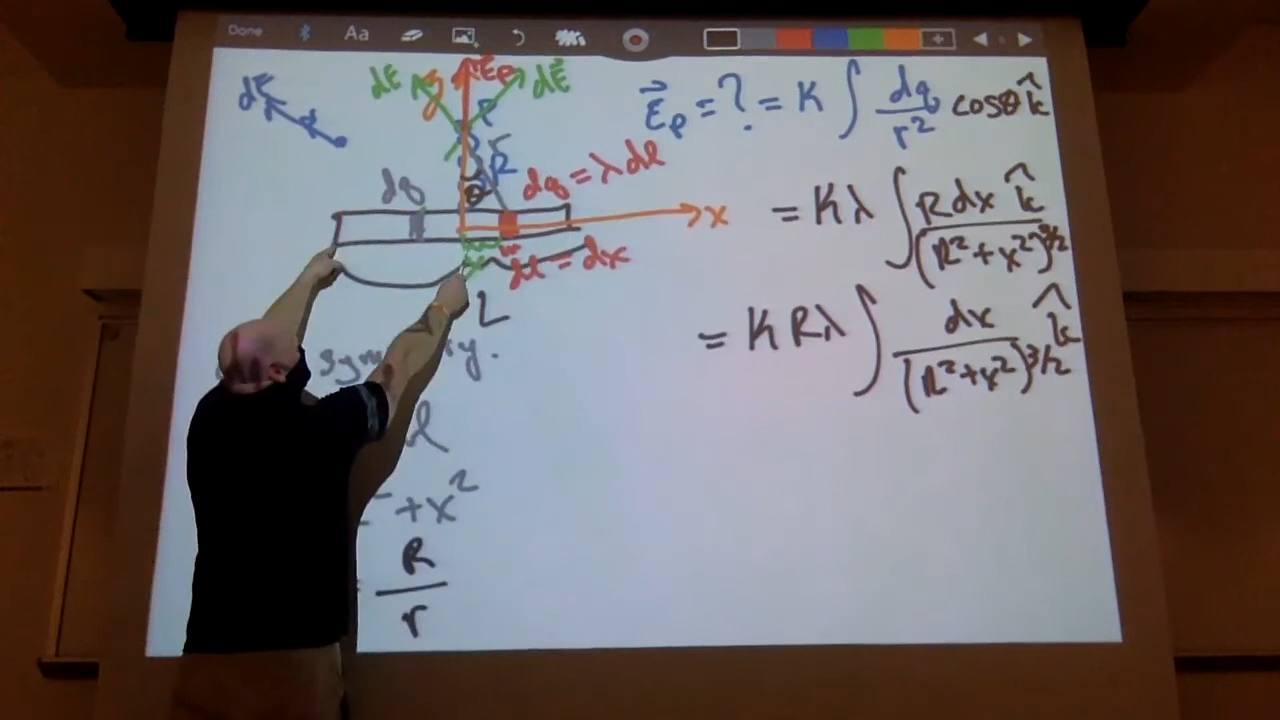 Done Aa
dE dE E_P dE
r
R
θ
dq dq = λdl
x
dl = dx
L
symmetry.
l
+x²
R
r
E⃗_P = ? = K ∫ dq/r² cosθ k̂
= Kλ ∫ R dx k̂/(R²+x²)^3/2
= K R λ ∫ dx/(R²+x²)^3/2 k̂